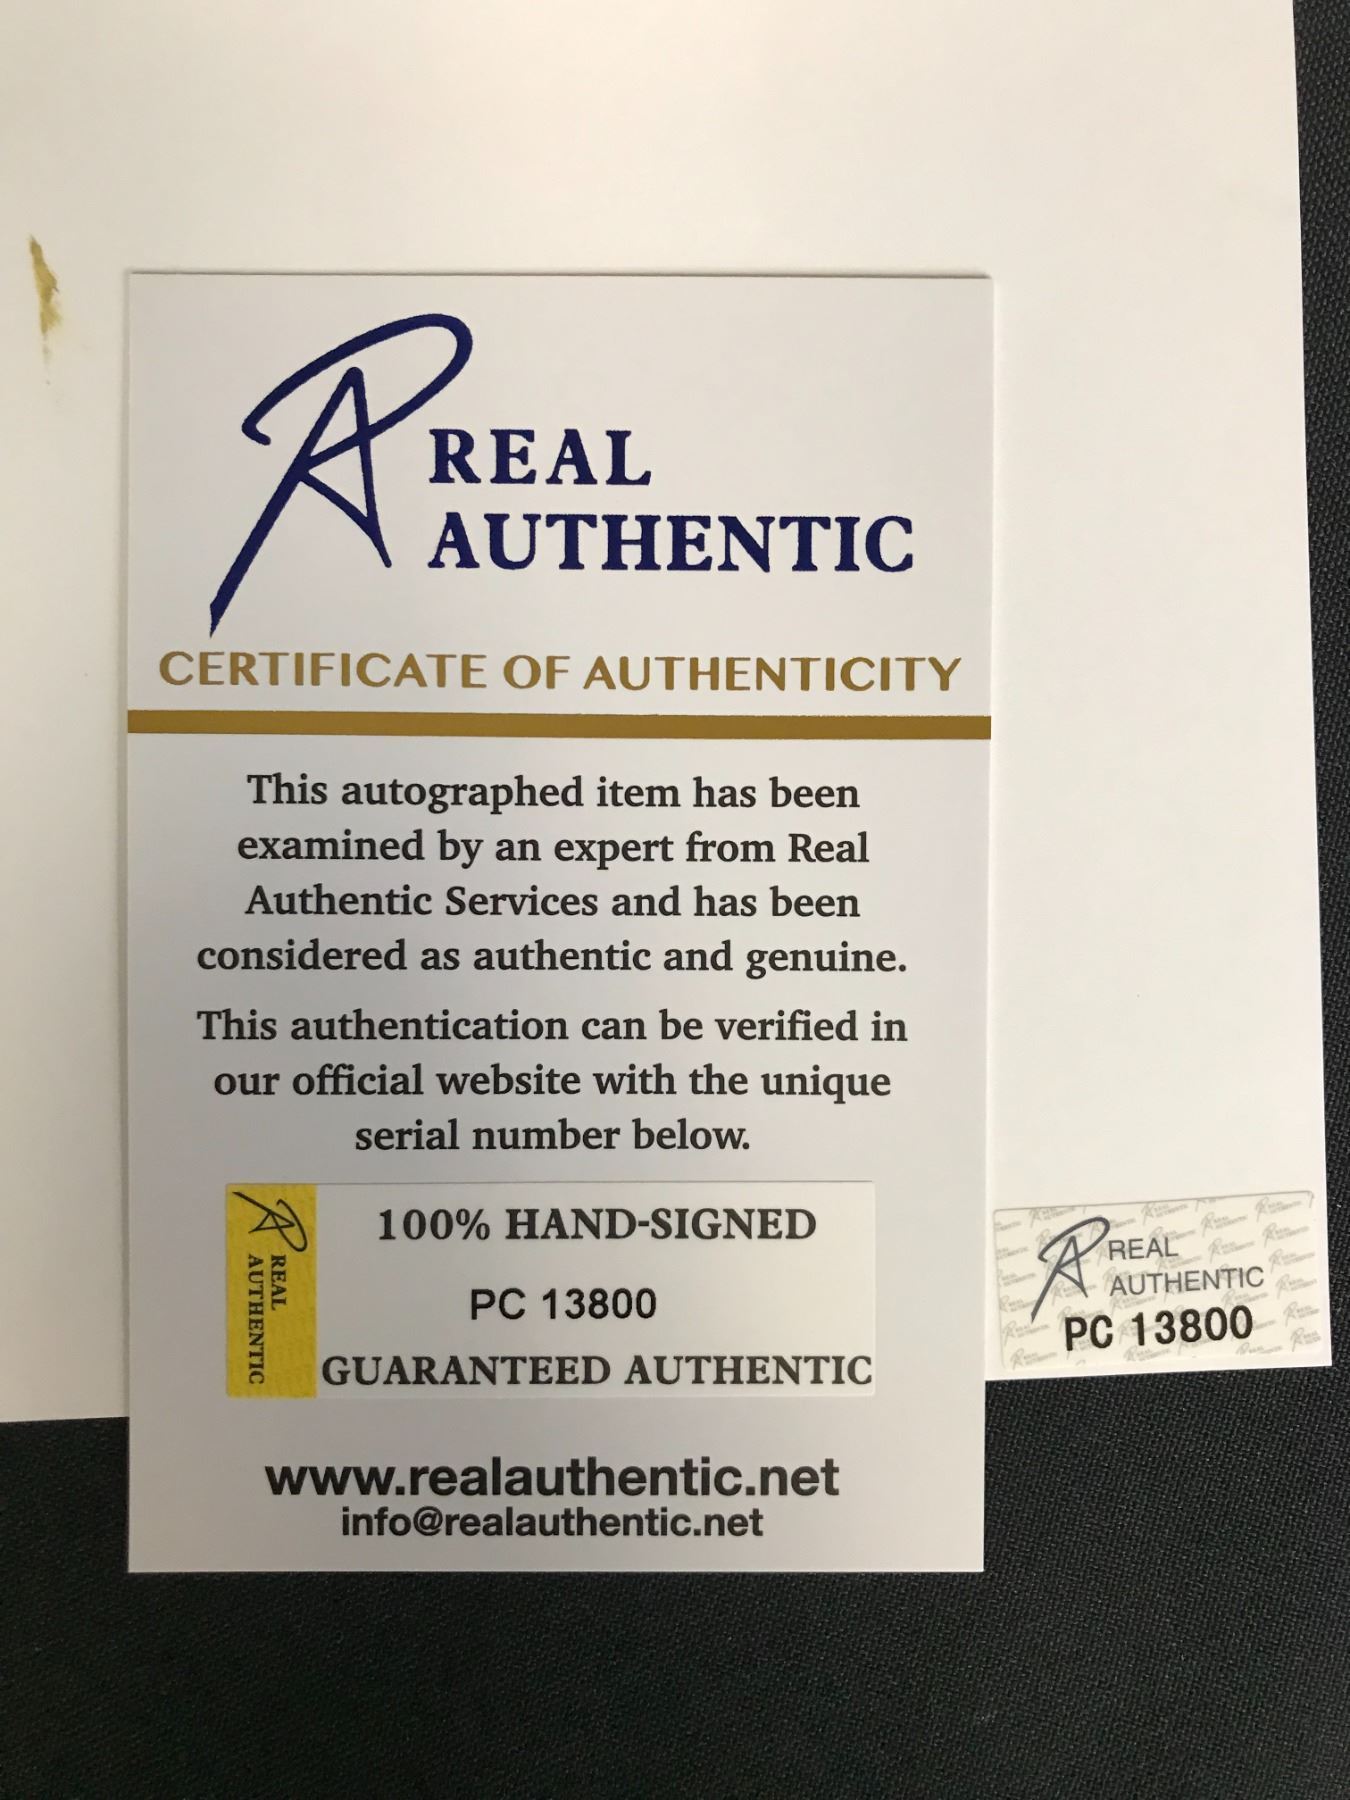 REAL
AUTHENTIC
CERTIFICATE OF AUTHENTICITY
This autographed item has been
examined by an expert from Real
Authentic Services and has been
considered as authentic and genuine.
This authentication can be verified in
our official website with the unique
serial number below.
REAL
AUTHENTIC
100% HAND-SIGNED
PC 13800
GUARANTEED AUTHENTIC
www.realauthentic.net
info@realauthentic.net
REAL
AUTHENTIC
PC 13800